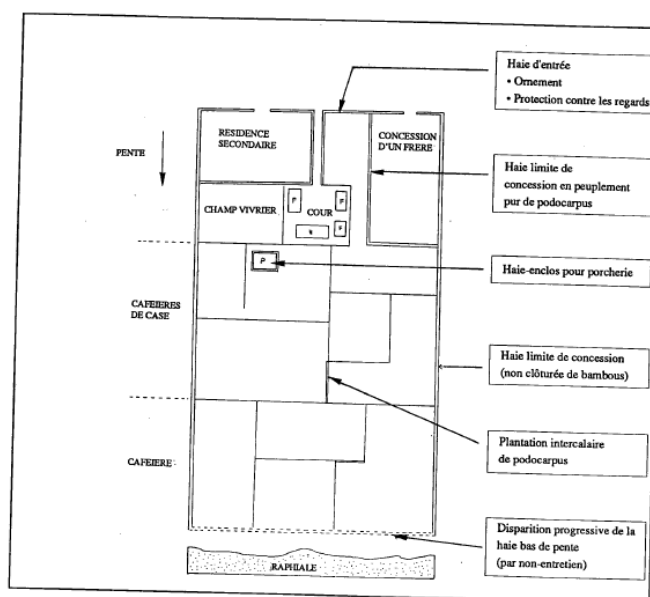 Haie d'entrée
• Ornement
• Protection contre les regards
RESIDENCE
SECONDAIRE
CONCESSION
D'UN FRERE
PENTE
Haie limite de
concession en peuplement
pur de podocarpus
CHAMP VIVRIER
COUR
P
Haie-enclos pour porcherie
CAFEIERES
DE CASE
Haie limite de concession
(non clôturée de bambous)
Plantation intercalaire
de podocarpus
CAFEIERE
Disparition progressive de la
haie bas de pente
(par non-entretien)
RAPHIALE